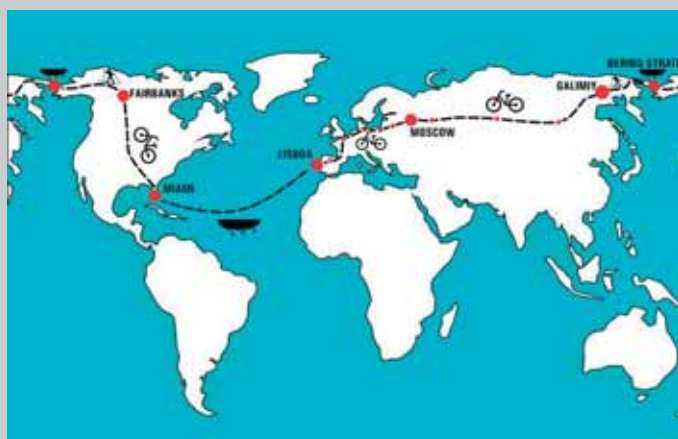 BERING STRAIT
GALIMIY
FAIRBANKS
MOSCOW
LISBOA
MIAMI